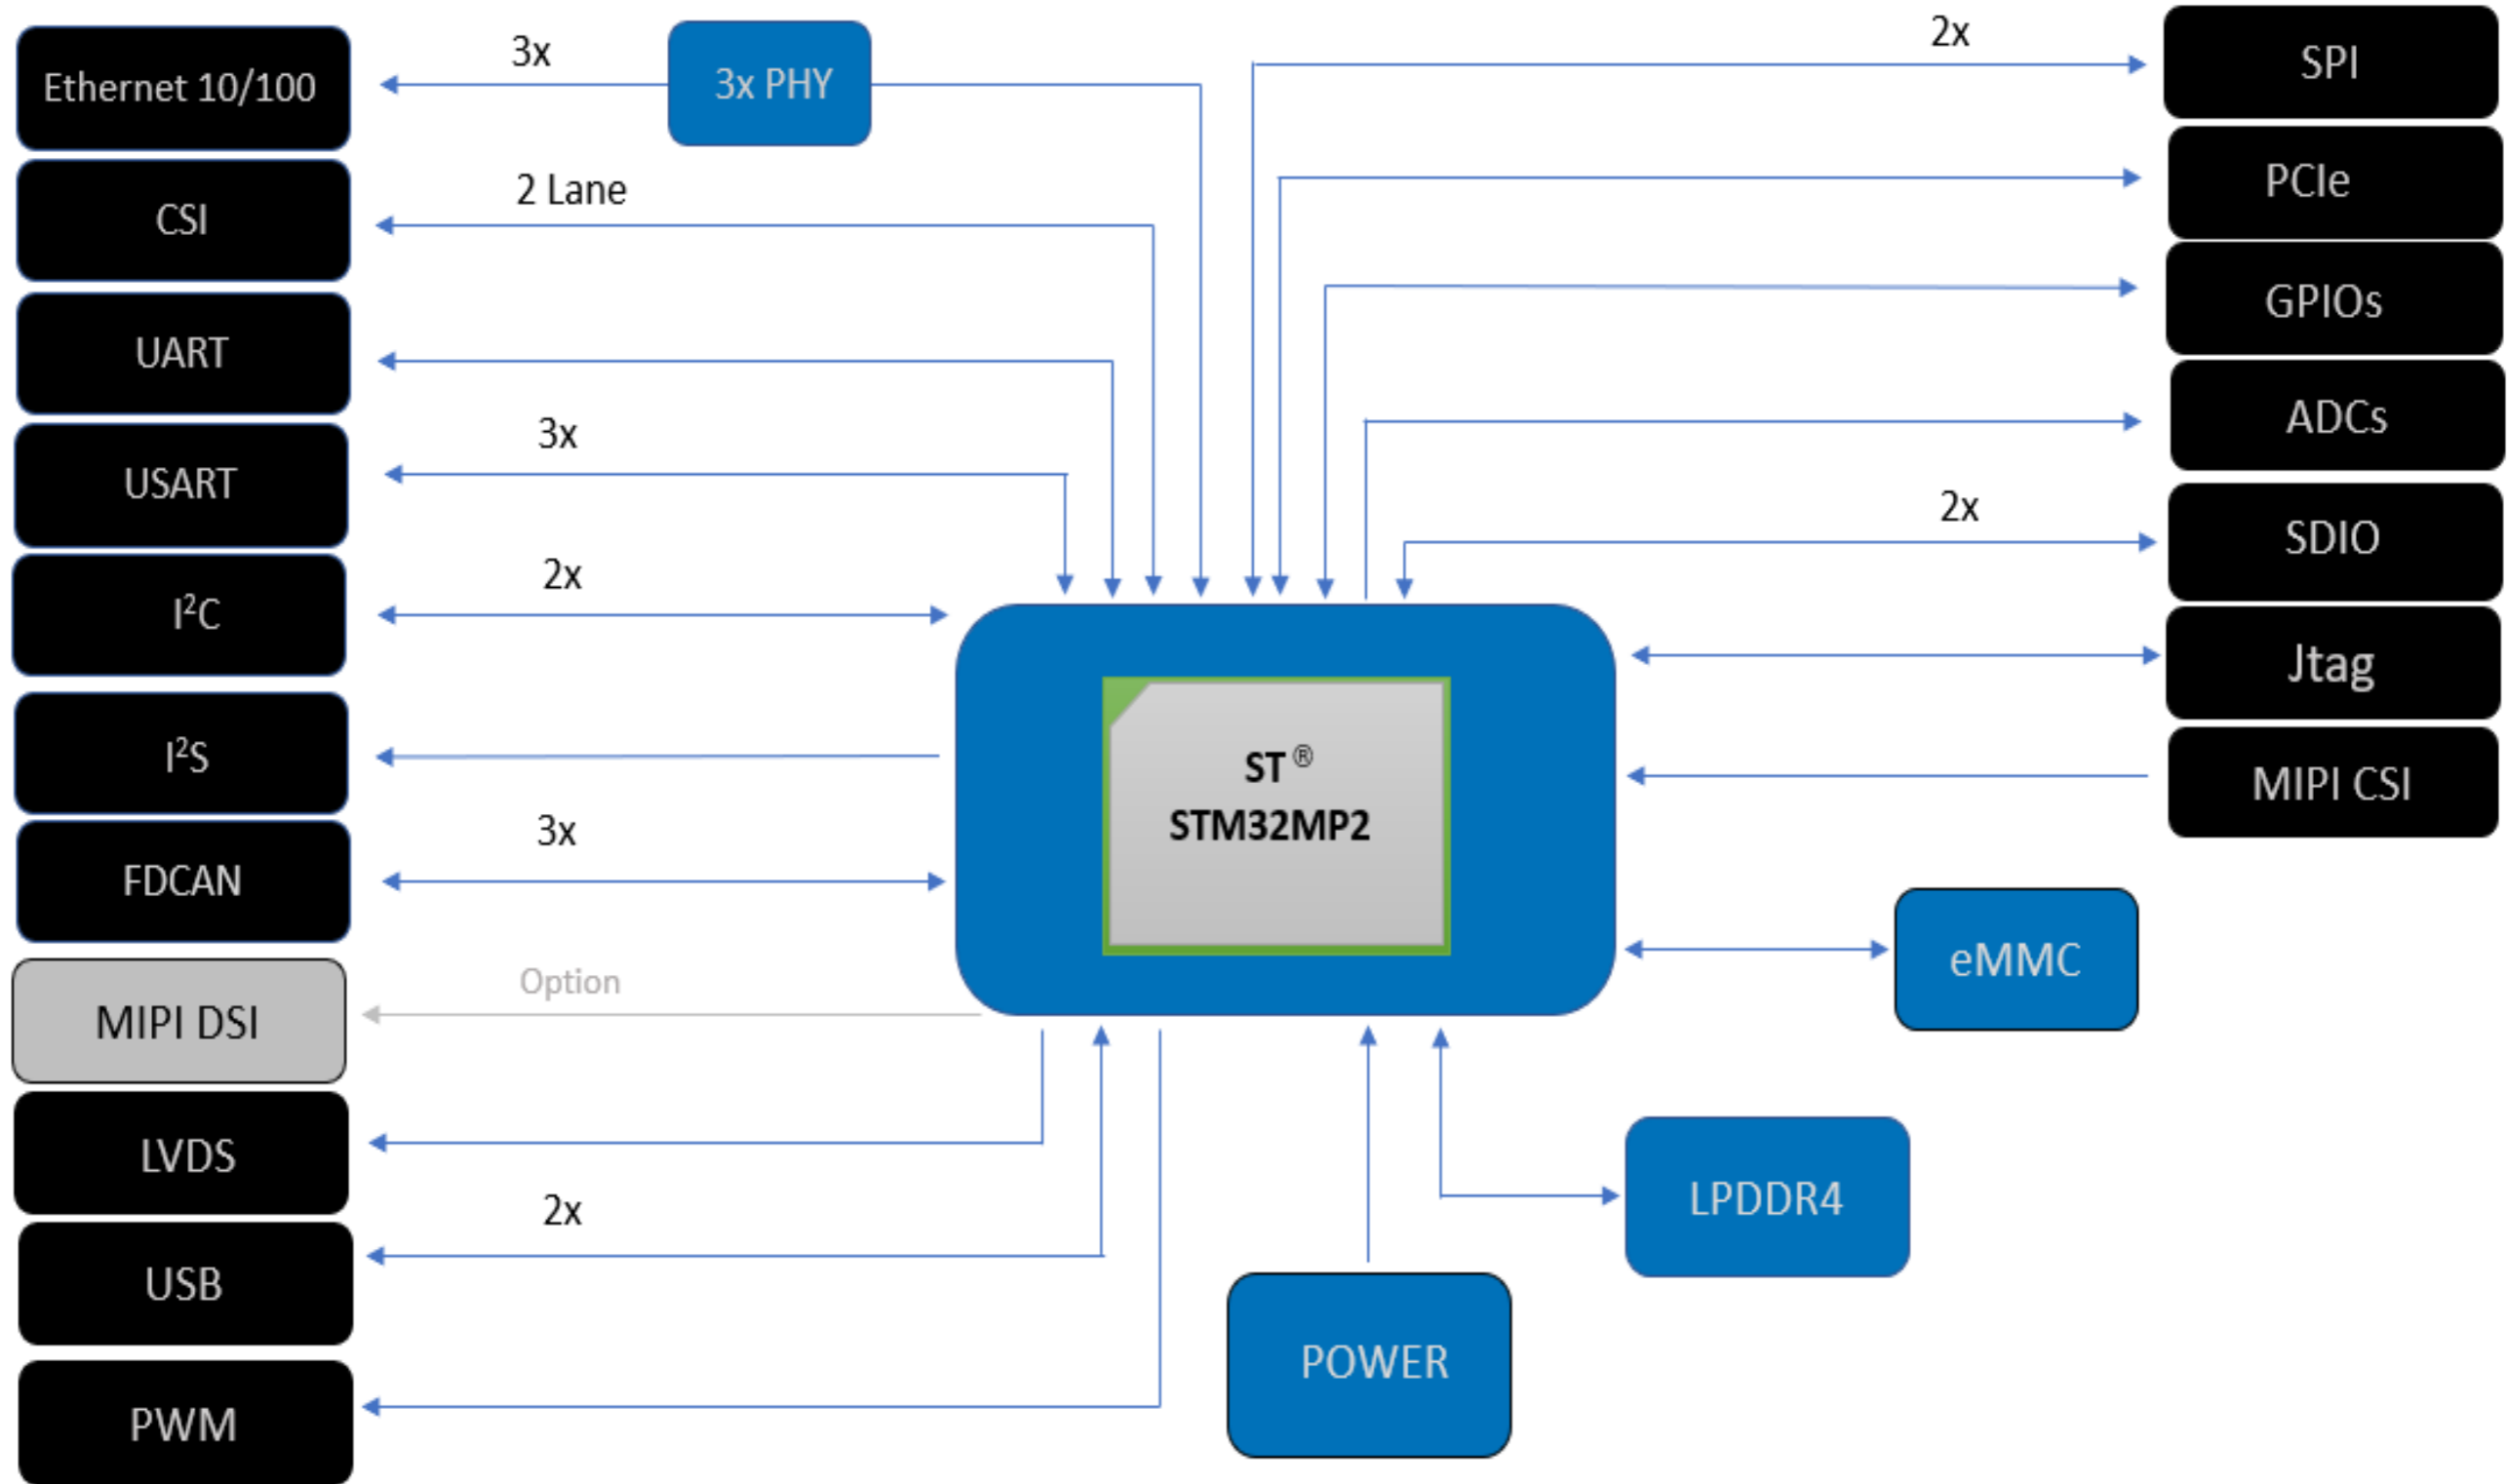 Ethernet 10/100
3x
3x PHY
CSI
2 Lane
UART
USART
3x
I²C
2x
I²S
FDCAN
3x
MIPI DSI
Option
LVDS
USB
2x
PWM
ST ®
STM32MP2
2x
SPI
PCIe
GPIOs
ADCs
2x
SDIO
Jtag
MIPI CSI
eMMC
LPDDR4
POWER